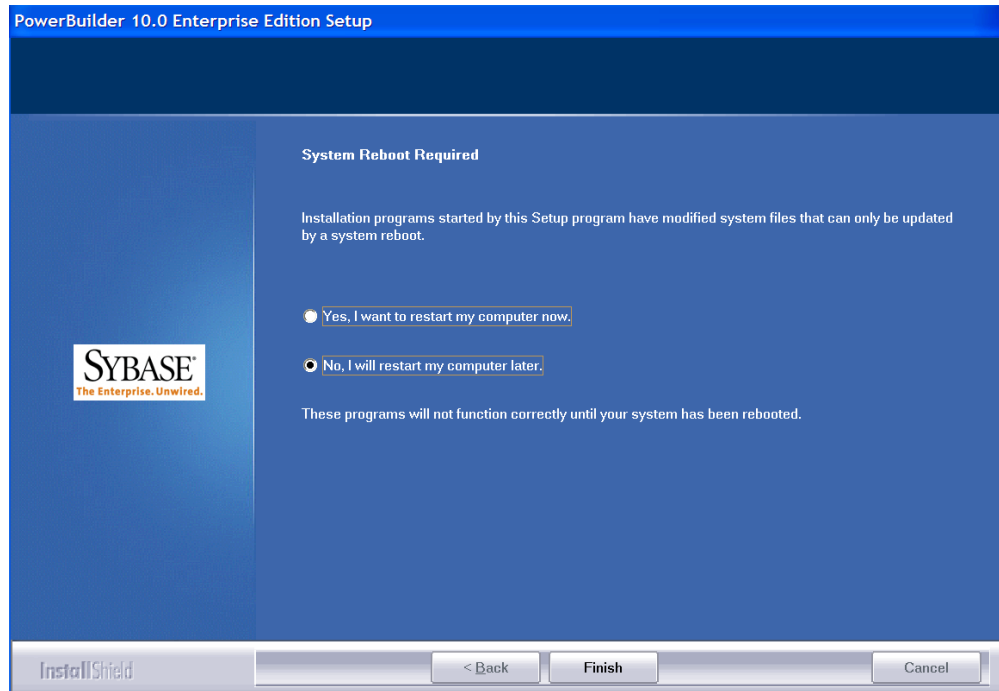 PowerBuilder 10.0 Enterprise Edition Setup
System Reboot Required
Installation programs started by this Setup program have modified system files that can only be updated
by a system reboot.
Yes, I want to restart my computer now.
No, I will restart my computer later.
SYBASE
The Enterprise. Unwired.
These programs will not function correctly until your system has been rebooted.
InstallShield
< Back
Finish
Cancel